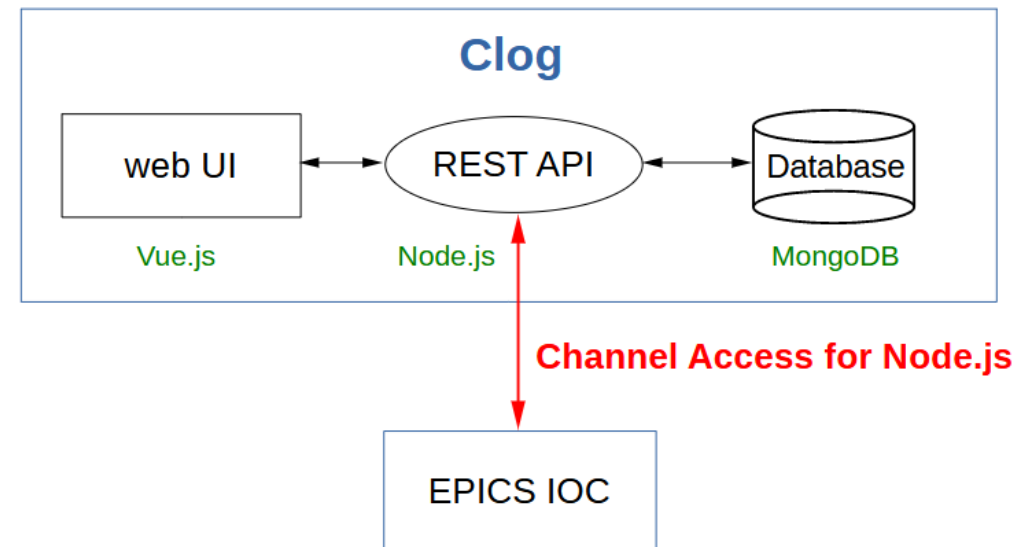 Clog
web UI
REST API
Database
Vue.js
Node.js
MongoDB
Channel Access for Node.js
EPICS IOC